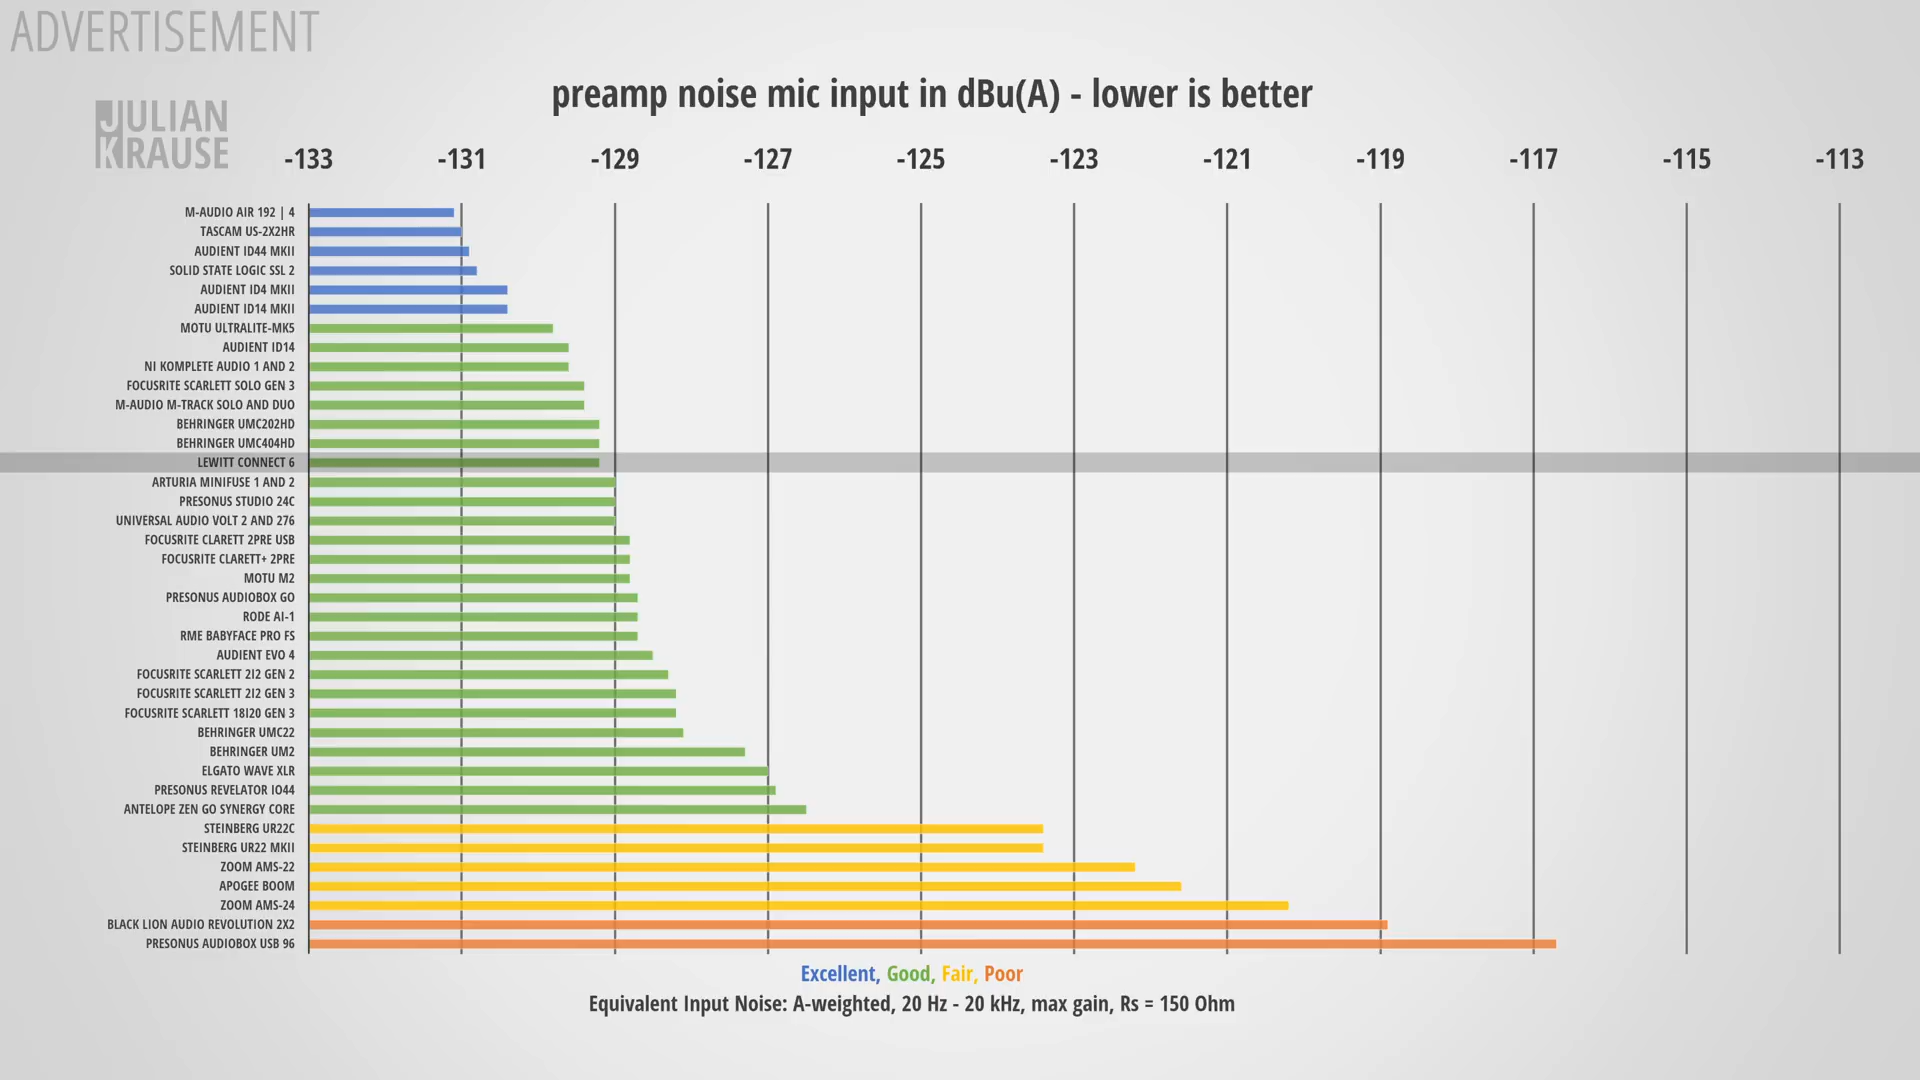 ADVERTISEMENT
JULIAN
KRAUSE
preamp noise mic input in dBu(A) - lower is better
-133 -131 -129 -127 -125 -123 -121 -119 -117 -115 -113
M-AUDIO AIR 192 | 4
TASCAM US-2X2HR
AUDIENT ID44 MKII
SOLID STATE LOGIC SSL 2
AUDIENT ID4 MKII
AUDIENT ID14 MKII
MOTU ULTRALITE-MK5
AUDIENT ID14
NI KOMPLETE AUDIO 1 AND 2
FOCUSRITE SCARLETT SOLO GEN 3
M-AUDIO M-TRACK SOLO AND DUO
BEHRINGER UMC202HD
BEHRINGER UMC404HD
LEWITT CONNECT 6
ARTURIA MINIFUSE 1 AND 2
PRESONUS STUDIO 24C
UNIVERSAL AUDIO VOLT 2 AND 276
FOCUSRITE CLARETT 2PRE USB
FOCUSRITE CLARETT+ 2PRE
MOTU M2
PRESONUS AUDIOBOX GO
RODE AI-1
RME BABYFACE PRO FS
AUDIENT EVO 4
FOCUSRITE SCARLETT 2I2 GEN 2
FOCUSRITE SCARLETT 2I2 GEN 3
FOCUSRITE SCARLETT 18I20 GEN 3
BEHRINGER UMC22
BEHRINGER UM2
ELGATO WAVE XLR
PRESONUS REVELATOR IO44
ANTELOPE ZEN GO SYNERGY CORE
STEINBERG UR22C
STEINBERG UR22 MKII
ZOOM AMS-22
APOGEE BOOM
ZOOM AMS-24
BLACK LION AUDIO REVOLUTION 2X2
PRESONUS AUDIOBOX USB 96
Excellent, Good, Fair, Poor
Equivalent Input Noise: A-weighted, 20 Hz - 20 kHz, max gain, Rs = 150 Ohm